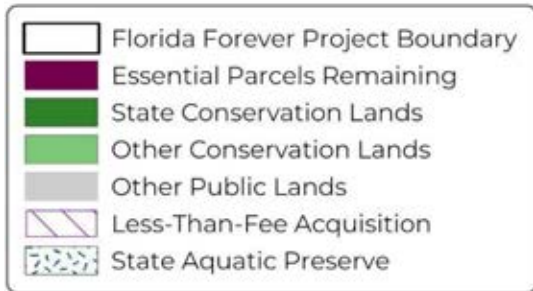 Florida Forever Project Boundary
Essential Parcels Remaining
State Conservation Lands
Other Conservation Lands
Other Public Lands
Less-Than-Fee Acquisition
State Aquatic Preserve